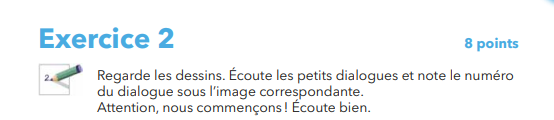 Exercice 2
8 points
2
Regarde les dessins. Écoute les petits dialogues et note le numéro
du dialogue sous l'image correspondante.
Attention, nous commençons ! Écoute bien.